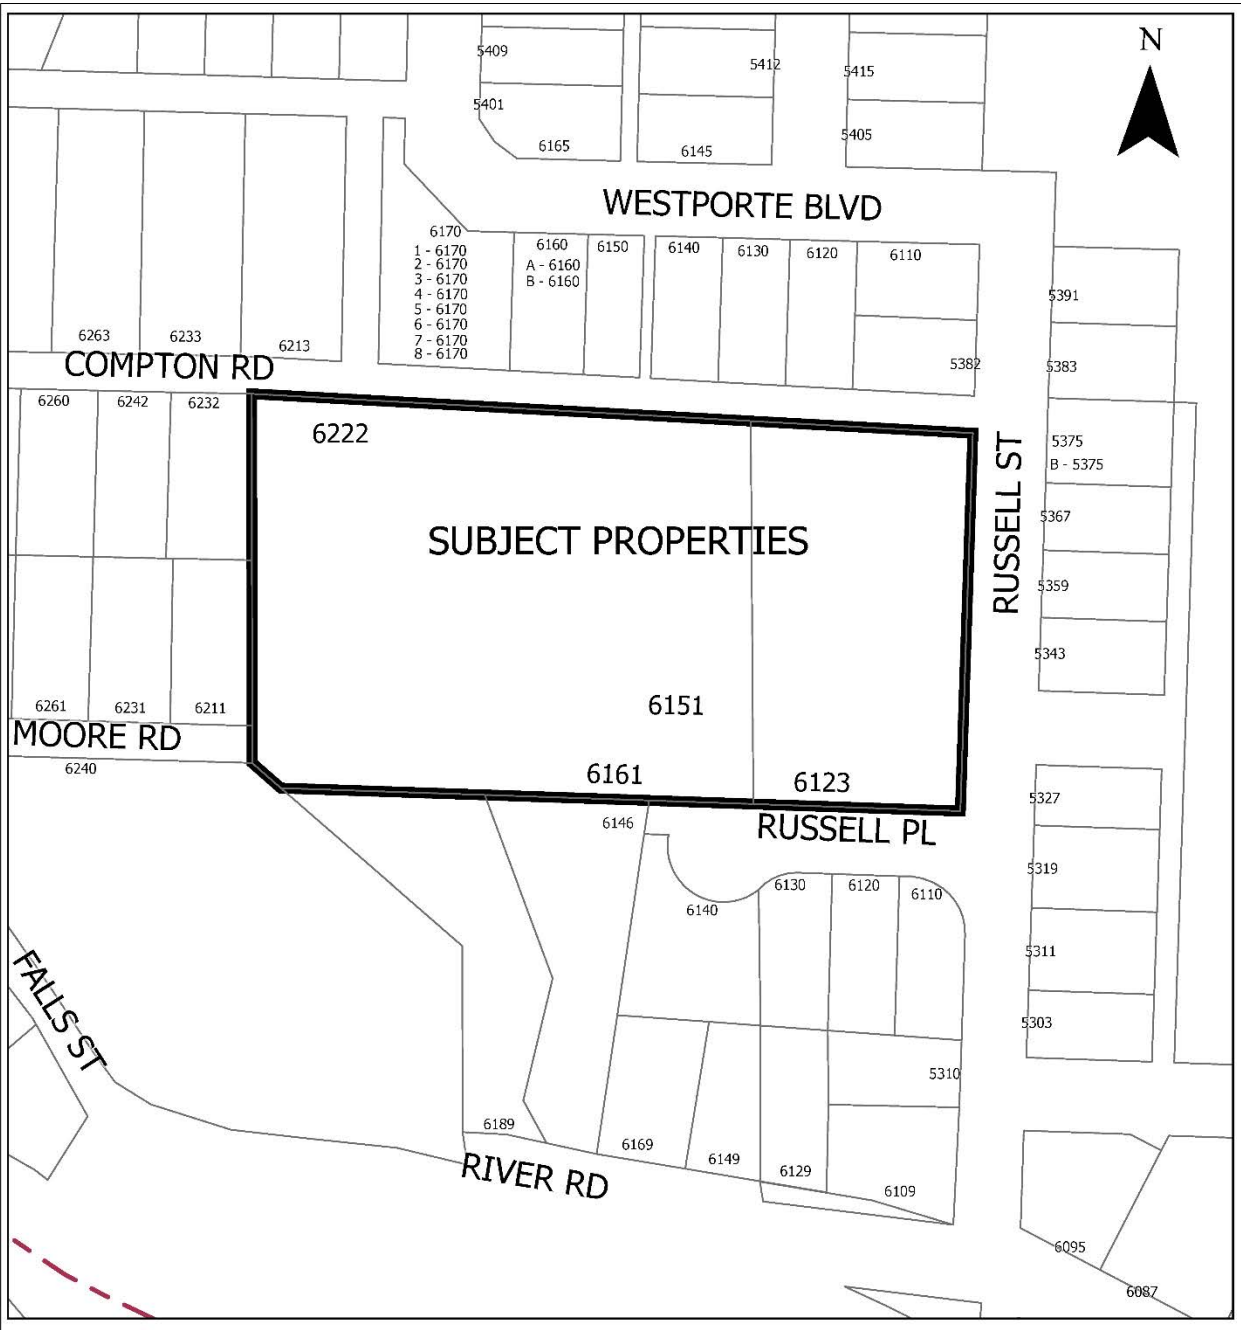 N
5409
5412
5415
5401
5405
6165
6145
WESTPORTE BLVD
6170
1 - 6170
2 - 6170
3 - 6170
4 - 6170
5 - 6170
6 - 6170
7 - 6170
8 - 6170
6160
A - 6160
B - 6160
6150
6140
6130
6120
6110
5391
6263
6233
6213
5382
5383
COMPTON RD
6260
6242
6232
6222
5375
B - 5375
RUSSELL ST
SUBJECT PROPERTIES
5367
5359
5343
6261
6231
6211
6151
MOORE RD
6240
6161
6123
5327
6146
RUSSELL PL
5319
6130
6120
6110
6140
5311
FALLS ST
5303
5310
6189
6169
6149
6129
6109
RIVER RD
6095
6087